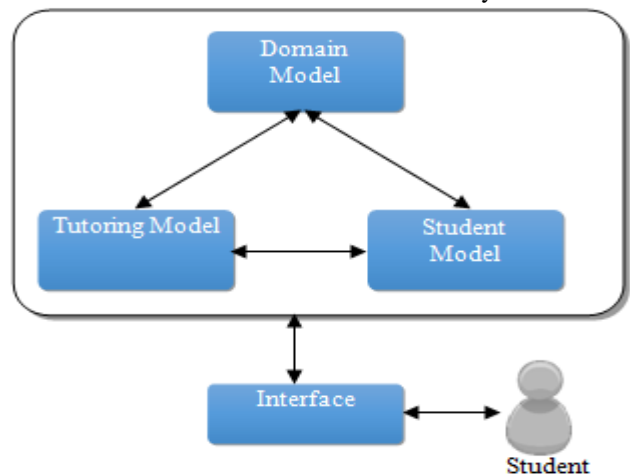 Domain
Model
Tutoring Model
Student
Model
Interface
Student